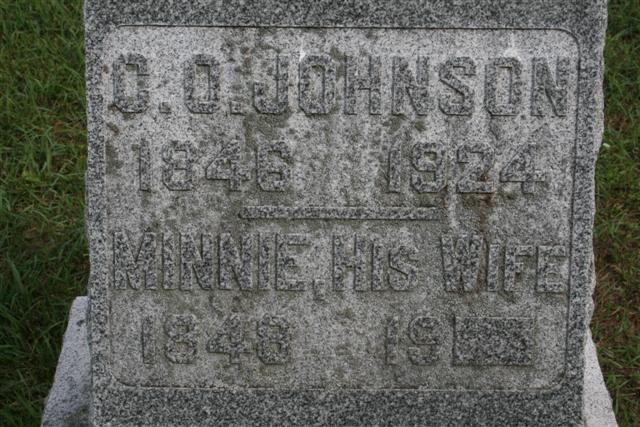 C. O. JOHNSON
1846 1924
MINNIE, HIS WIFE
1848 19